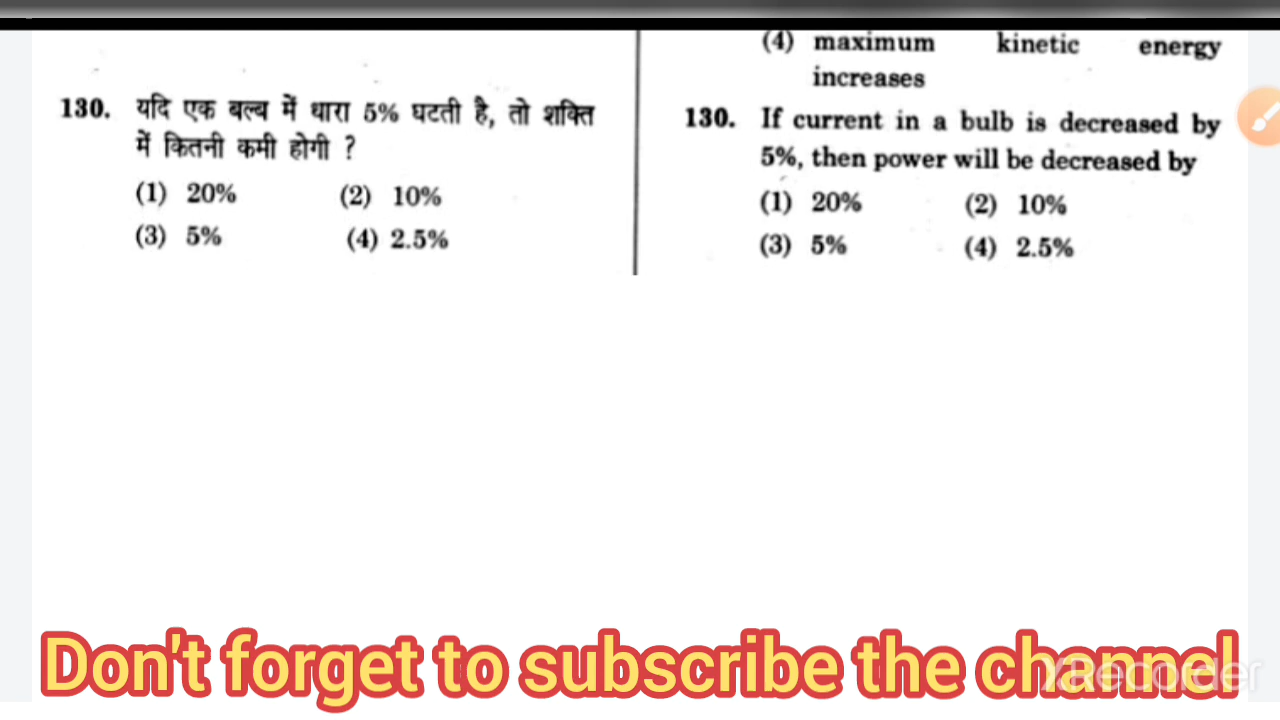 130. यदि एक बल्ब में धारा 5% घटती है, तो शक्ति
में कितनी कमी होगी ?
(1) 20% (2) 10%
(3) 5% (4) 2.5%
(4) maximum kinetic energy
increases
130. If current in a bulb is decreased by
5%, then power will be decreased by
(1) 20% (2) 10%
(3) 5% (4) 2.5%
Don't forget to subscribe the channel
XRecorder